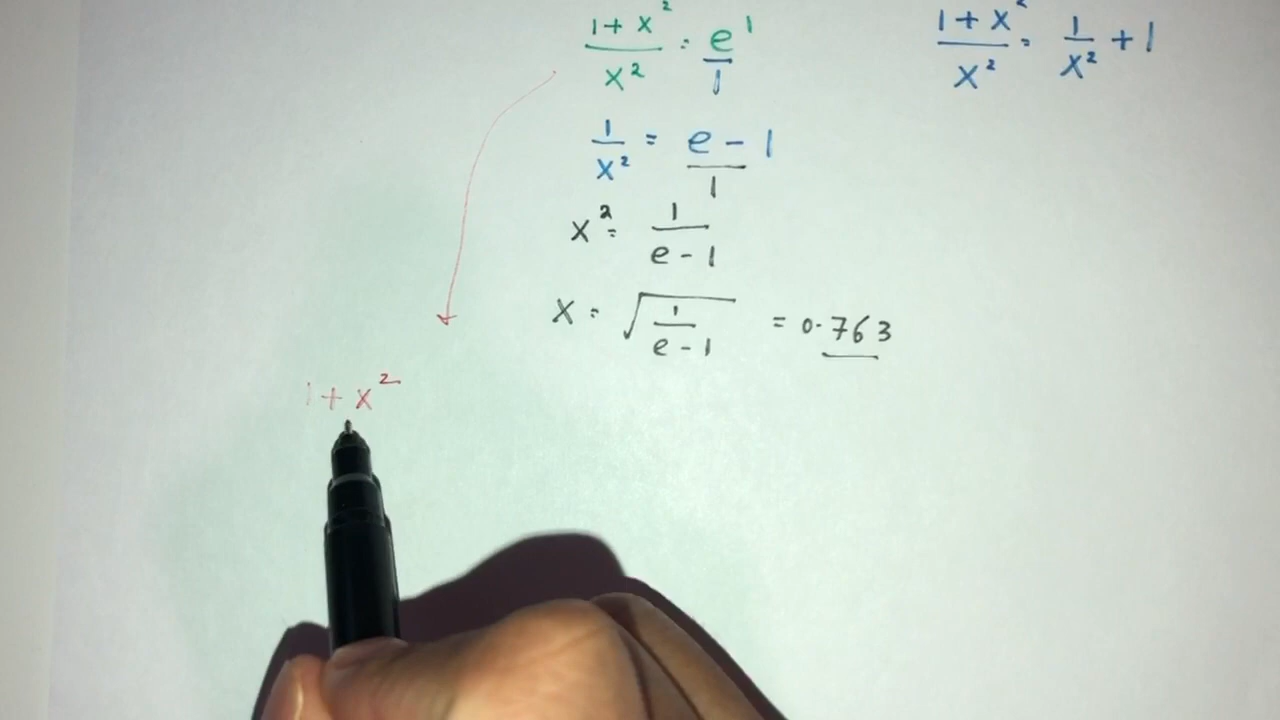 1 + x² / x² = e¹ / 1
1 + x² / x² = 1 / x² + 1
1 / x² = e - 1 / 1
x² = 1 / e - 1
x = √ 1 / e - 1 = 0.763
1 + x²